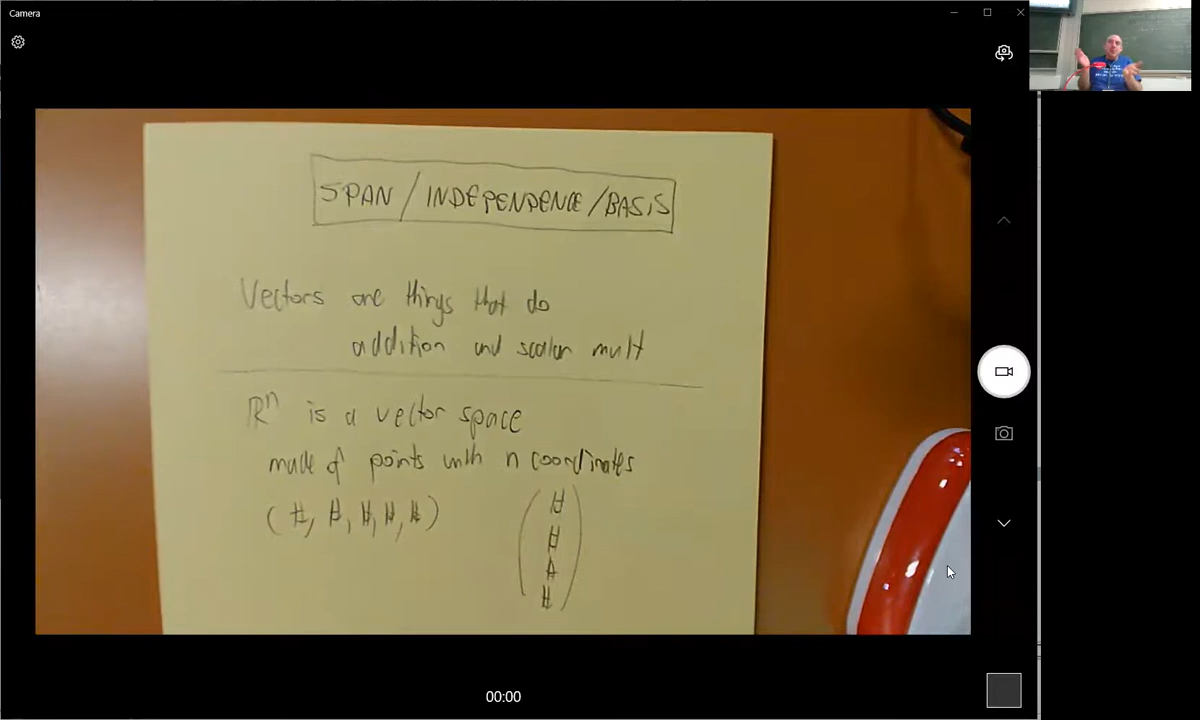 Camera
SPAN / INDEPENDENCE / BASIS
Vectors are things that do
addition and scalar mult
ℝⁿ is a vector space
made of points with n coordinates
(#, #, #, #, #)
(#
#
#
#)
00:00